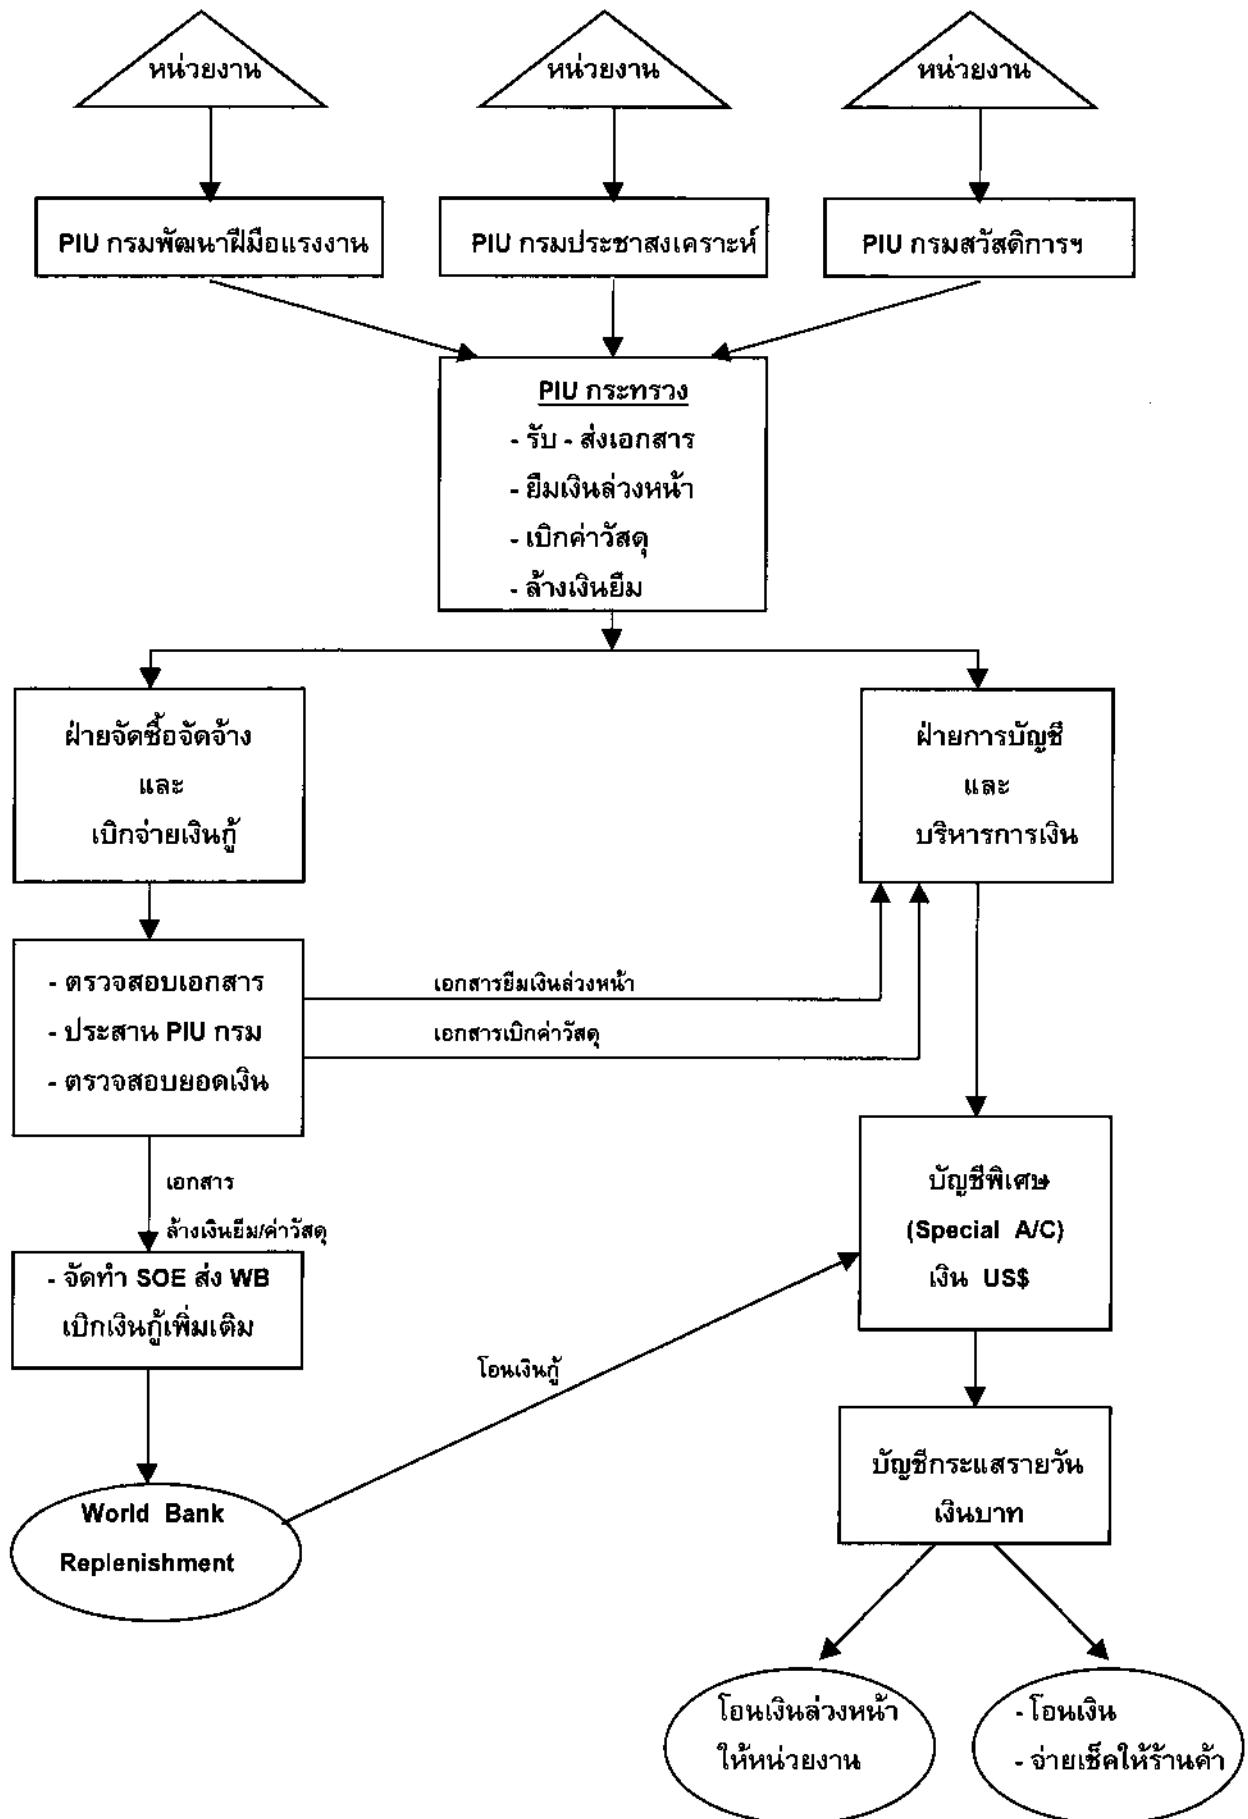 หน่วยงาน
หน่วยงาน
หน่วยงาน
PIU กรมพัฒนาฝีมือแรงงาน
PIU กรมประชาสงเคราะห์
PIU กรมสวัสดิการฯ
PIU กระทรวง
- รับ - ส่งเอกสาร
- ยืมเงินล่วงหน้า
- เบิกค่าวัสดุ
- ล้างเงินยืม
ฝ่ายจัดซื้อจัดจ้าง
และ
เบิกจ่ายเงินกู้
ฝ่ายการบัญชี
และ
บริหารการเงิน
- ตรวจสอบเอกสาร
- ประสาน PIU กรม
- ตรวจสอบยอดเงิน
เอกสารยืมเงินล่วงหน้า
เอกสารเบิกค่าวัสดุ
เอกสาร
ล้างเงินยืม/ค่าวัสดุ
- จัดทำ SOE ส่ง WB
เบิกเงินกู้เพิ่มเติม
บัญชีพิเศษ
(Special A/C)
เงิน US$
โอนเงินกู้
World Bank
Replenishment
บัญชีกระแสรายวัน
เงินบาท
โอนเงินล่วงหน้า
ให้หน่วยงาน
- โอนเงิน
- จ่ายเช็คให้ร้านค้า